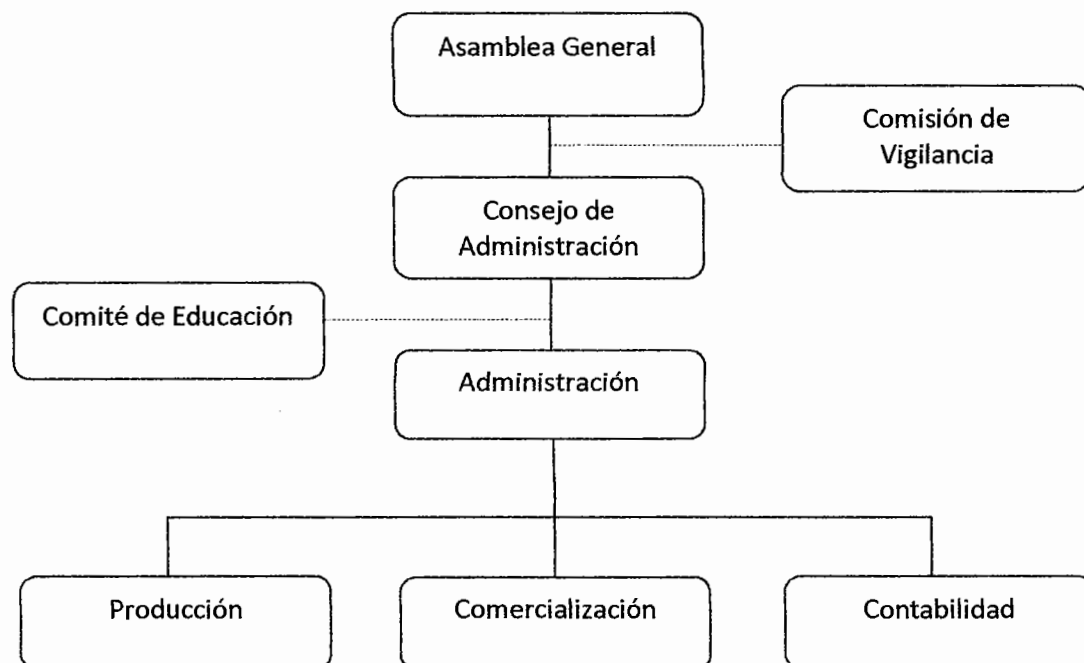 Asamblea General
Comisión de
Vigilancia
Consejo de
Administración
Comité de Educación
Administración
Producción
Comercialización
Contabilidad